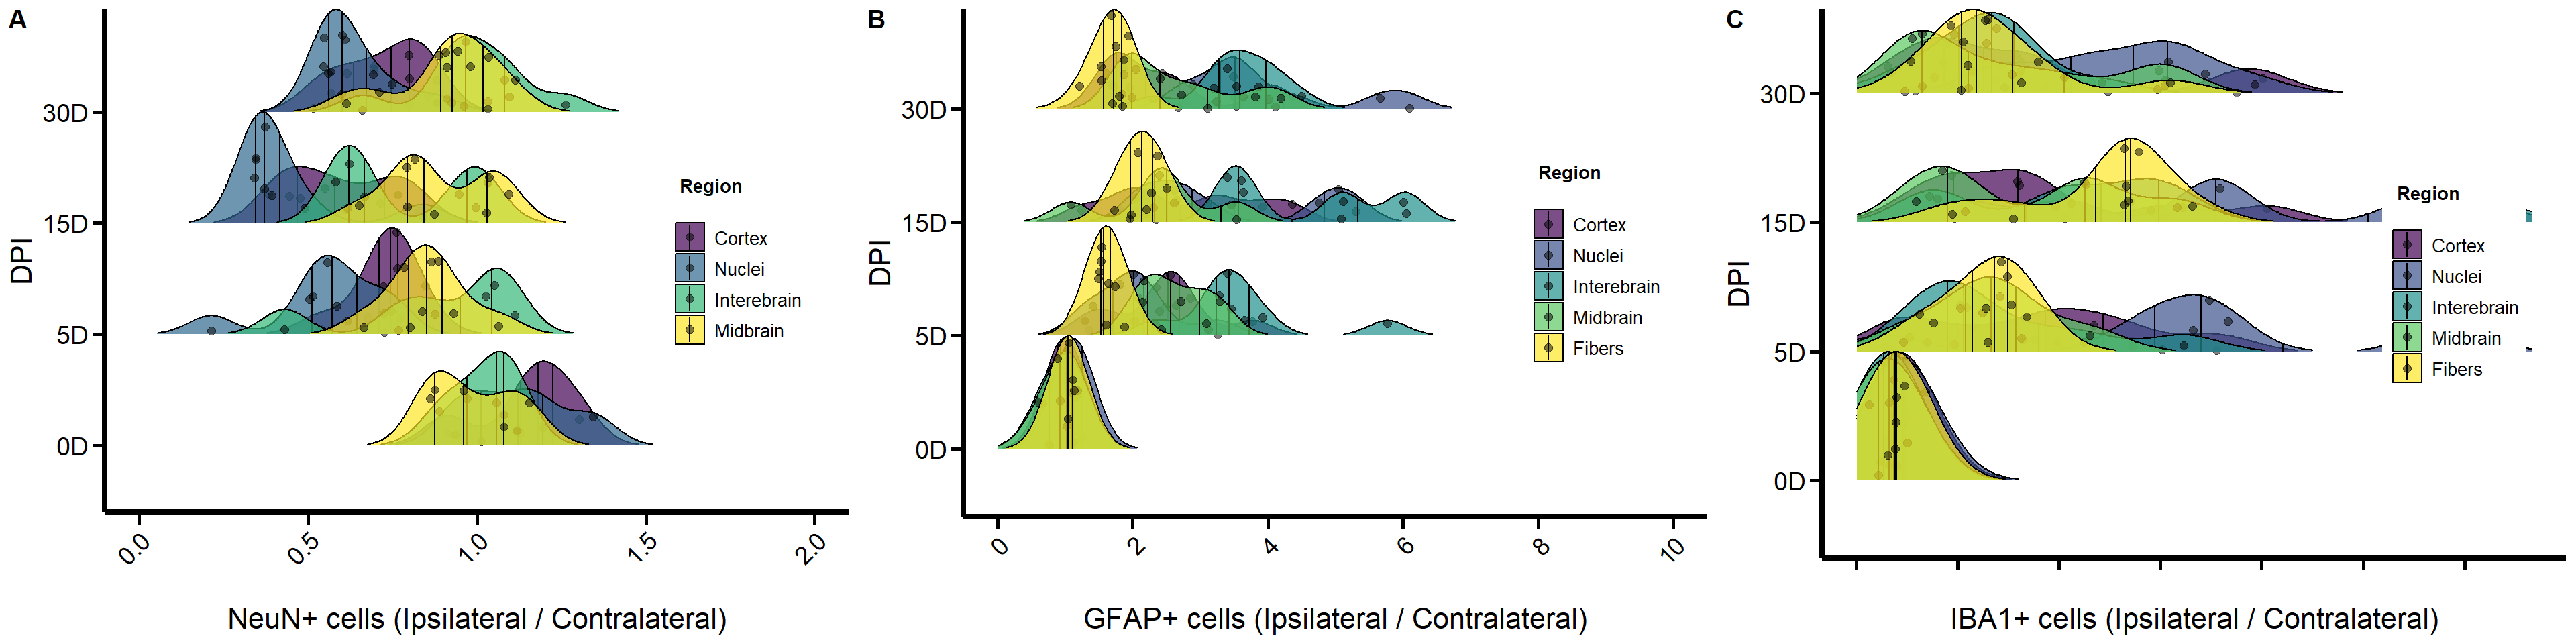 A
DPI
30D
15D
5D
0D
0.0 0.5 1.0 1.5 2.0
NeuN+ cells (Ipsilateral / Contralateral)
Region
Cortex
Nuclei
Interebrain
Midbrain
B
DPI
30D
15D
5D
0D
0 2 4 6 8 10
GFAP+ cells (Ipsilateral / Contralateral)
Region
Cortex
Nuclei
Interebrain
Midbrain
Fibers
C
DPI
30D
15D
5D
0D
IBA1+ cells (Ipsilateral / Contralateral)
Region
Cortex
Nuclei
Interbrain
Midbrain
Fibers